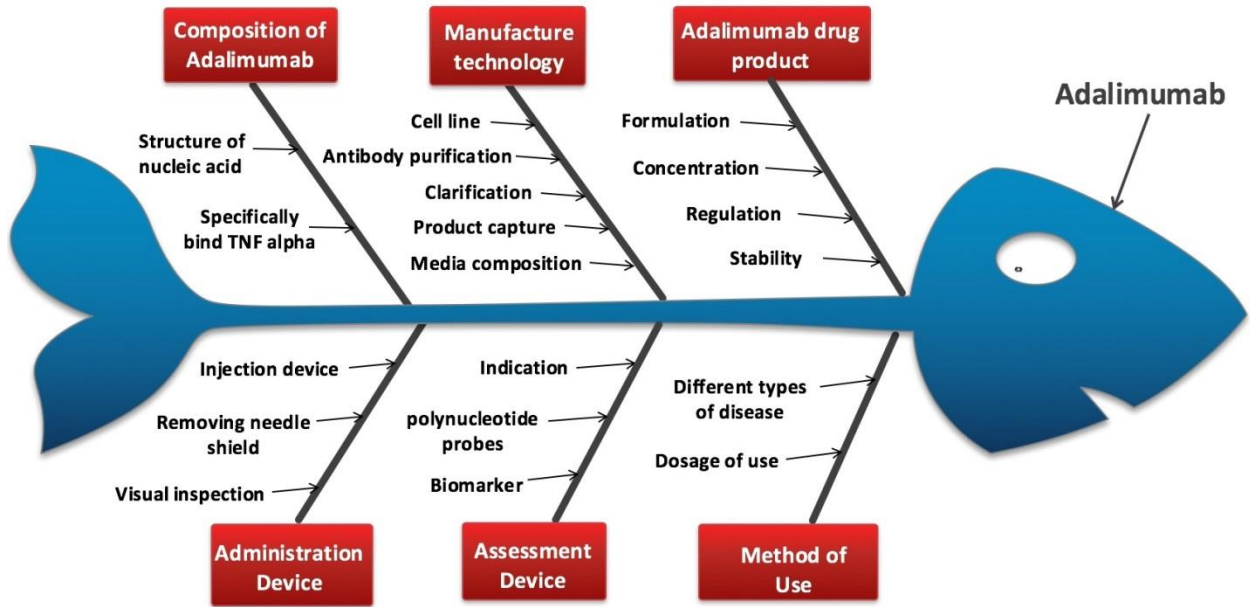 Composition of
Adalimumab
Manufacture
technology
Adalimumab drug
product
Adalimumab
Structure of
nucleic acid
Specifically
bind TNF alpha
Cell line
Antibody purification
Clarification
Product capture
Media composition
Formulation
Concentration
Regulation
Stability
Injection device
Removing needle
shield
Visual inspection
Indication
polynucleotide
probes
Biomarker
Different types
of disease
Dosage of use
Administration
Device
Assessment
Device
Method of
Use